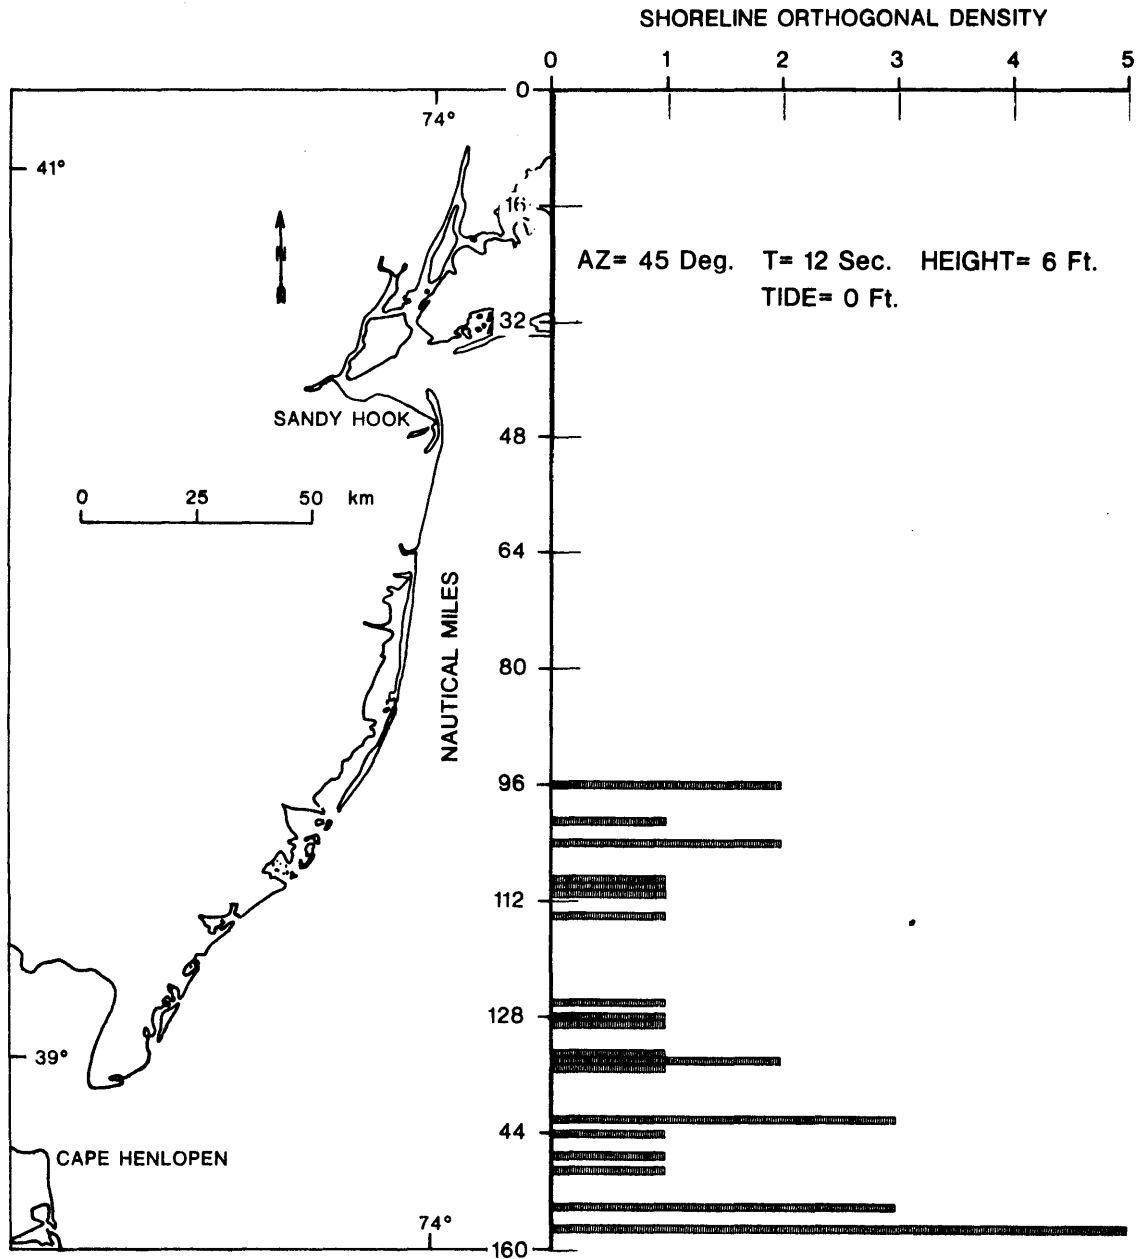 SHORELINE ORTHOGONAL DENSITY
0 1 2 3 4 5
0
74°
41°
16
N
AZ= 45 Deg. T= 12 Sec. HEIGHT= 6 Ft.
TIDE= 0 Ft.
32
SANDY HOOK
48
0 25 50 km
64
NAUTICAL MILES
80
96
112
128
39°
44
CAPE HENLOPEN
74°
160